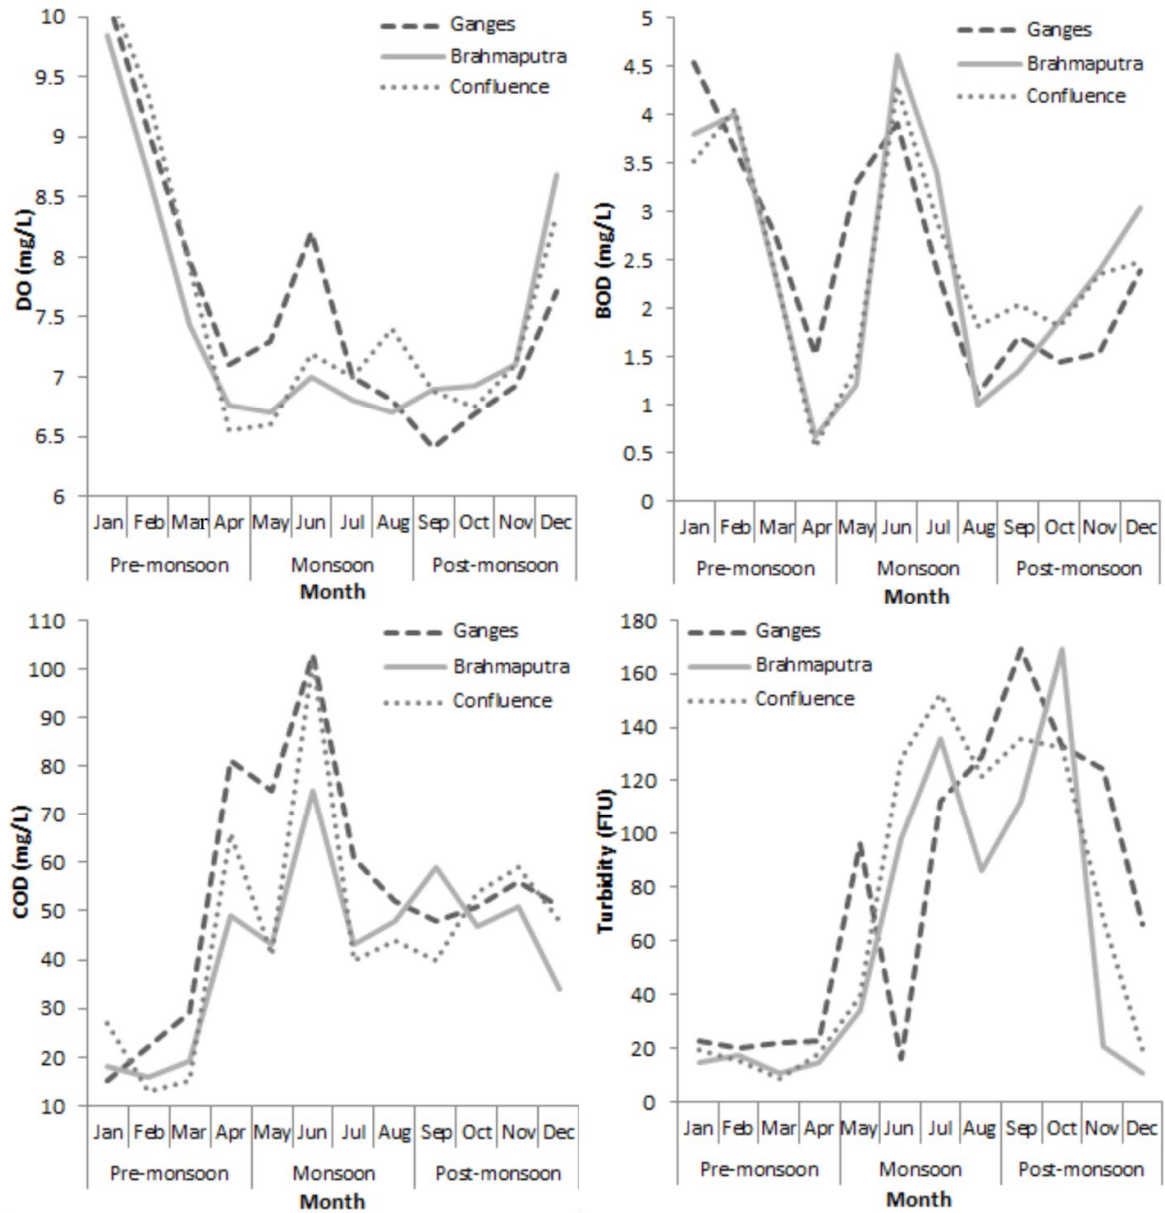 10
9.5
9
8.5
8
7.5
7
6.5
6
DO (mg/L)
Ganges
Brahmaputra
Confluence
Jan Feb Mar Apr May Jun Jul Aug Sep Oct Nov Dec
Pre-monsoon Monsoon Post-monsoon
Month
5
4.5
4
3.5
3
2.5
2
1.5
1
0.5
0
BOD (mg/L)
Ganges
Brahmaputra
Confluence
Jan Feb Mar Apr May Jun Jul Aug Sep Oct Nov Dec
Pre-monsoon Monsoon Post-monsoon
Month
110
100
90
80
70
60
50
40
30
20
10
COD (mg/L)
Ganges
Brahmaputra
Confluence
Jan Feb Mar Apr May Jun Jul Aug Sep Oct Nov Dec
Pre-monsoon Monsoon Post-monsoon
Month
180
160
140
120
100
80
60
40
20
0
Turbidity (FTU)
Ganges
Brahmaputra
Confluence
Jan Feb Mar Apr May Jun Jul Aug Sep Oct Nov Dec
Pre-monsoon Monsoon Post-monsoon
Month